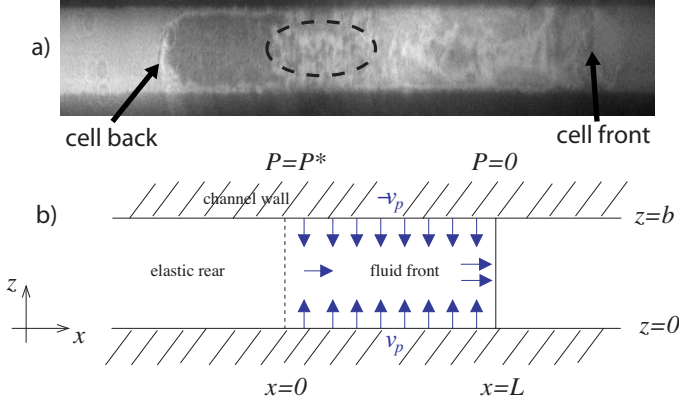 a)
cell back
cell front
P=P*
P=0
channel wall
-v_p
b)
z=b
elastic rear
fluid front
z
x
v_p
z=0
x=0
x=L